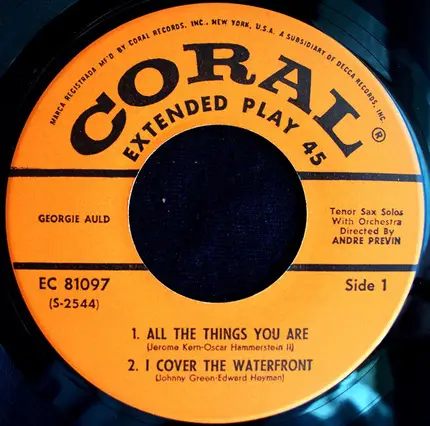 MARCA REGISTRADA MF'D BY CORAL RECORDS, INC., NEW YORK, U.S.A. A SUBSIDIARY OF DECCA RECORDS, INC.
CORAL®
EXTENDED PLAY 45
GEORGIE AULD
Tenor Sax Solos
With Orchestra
Directed By
ANDRE PREVIN
EC 81097
(S-2544)
Side 1
1. ALL THE THINGS YOU ARE
(Jerome Kern-Oscar Hammerstein II)
2. I COVER THE WATERFRONT
(Johnny Green-Edward Heyman)